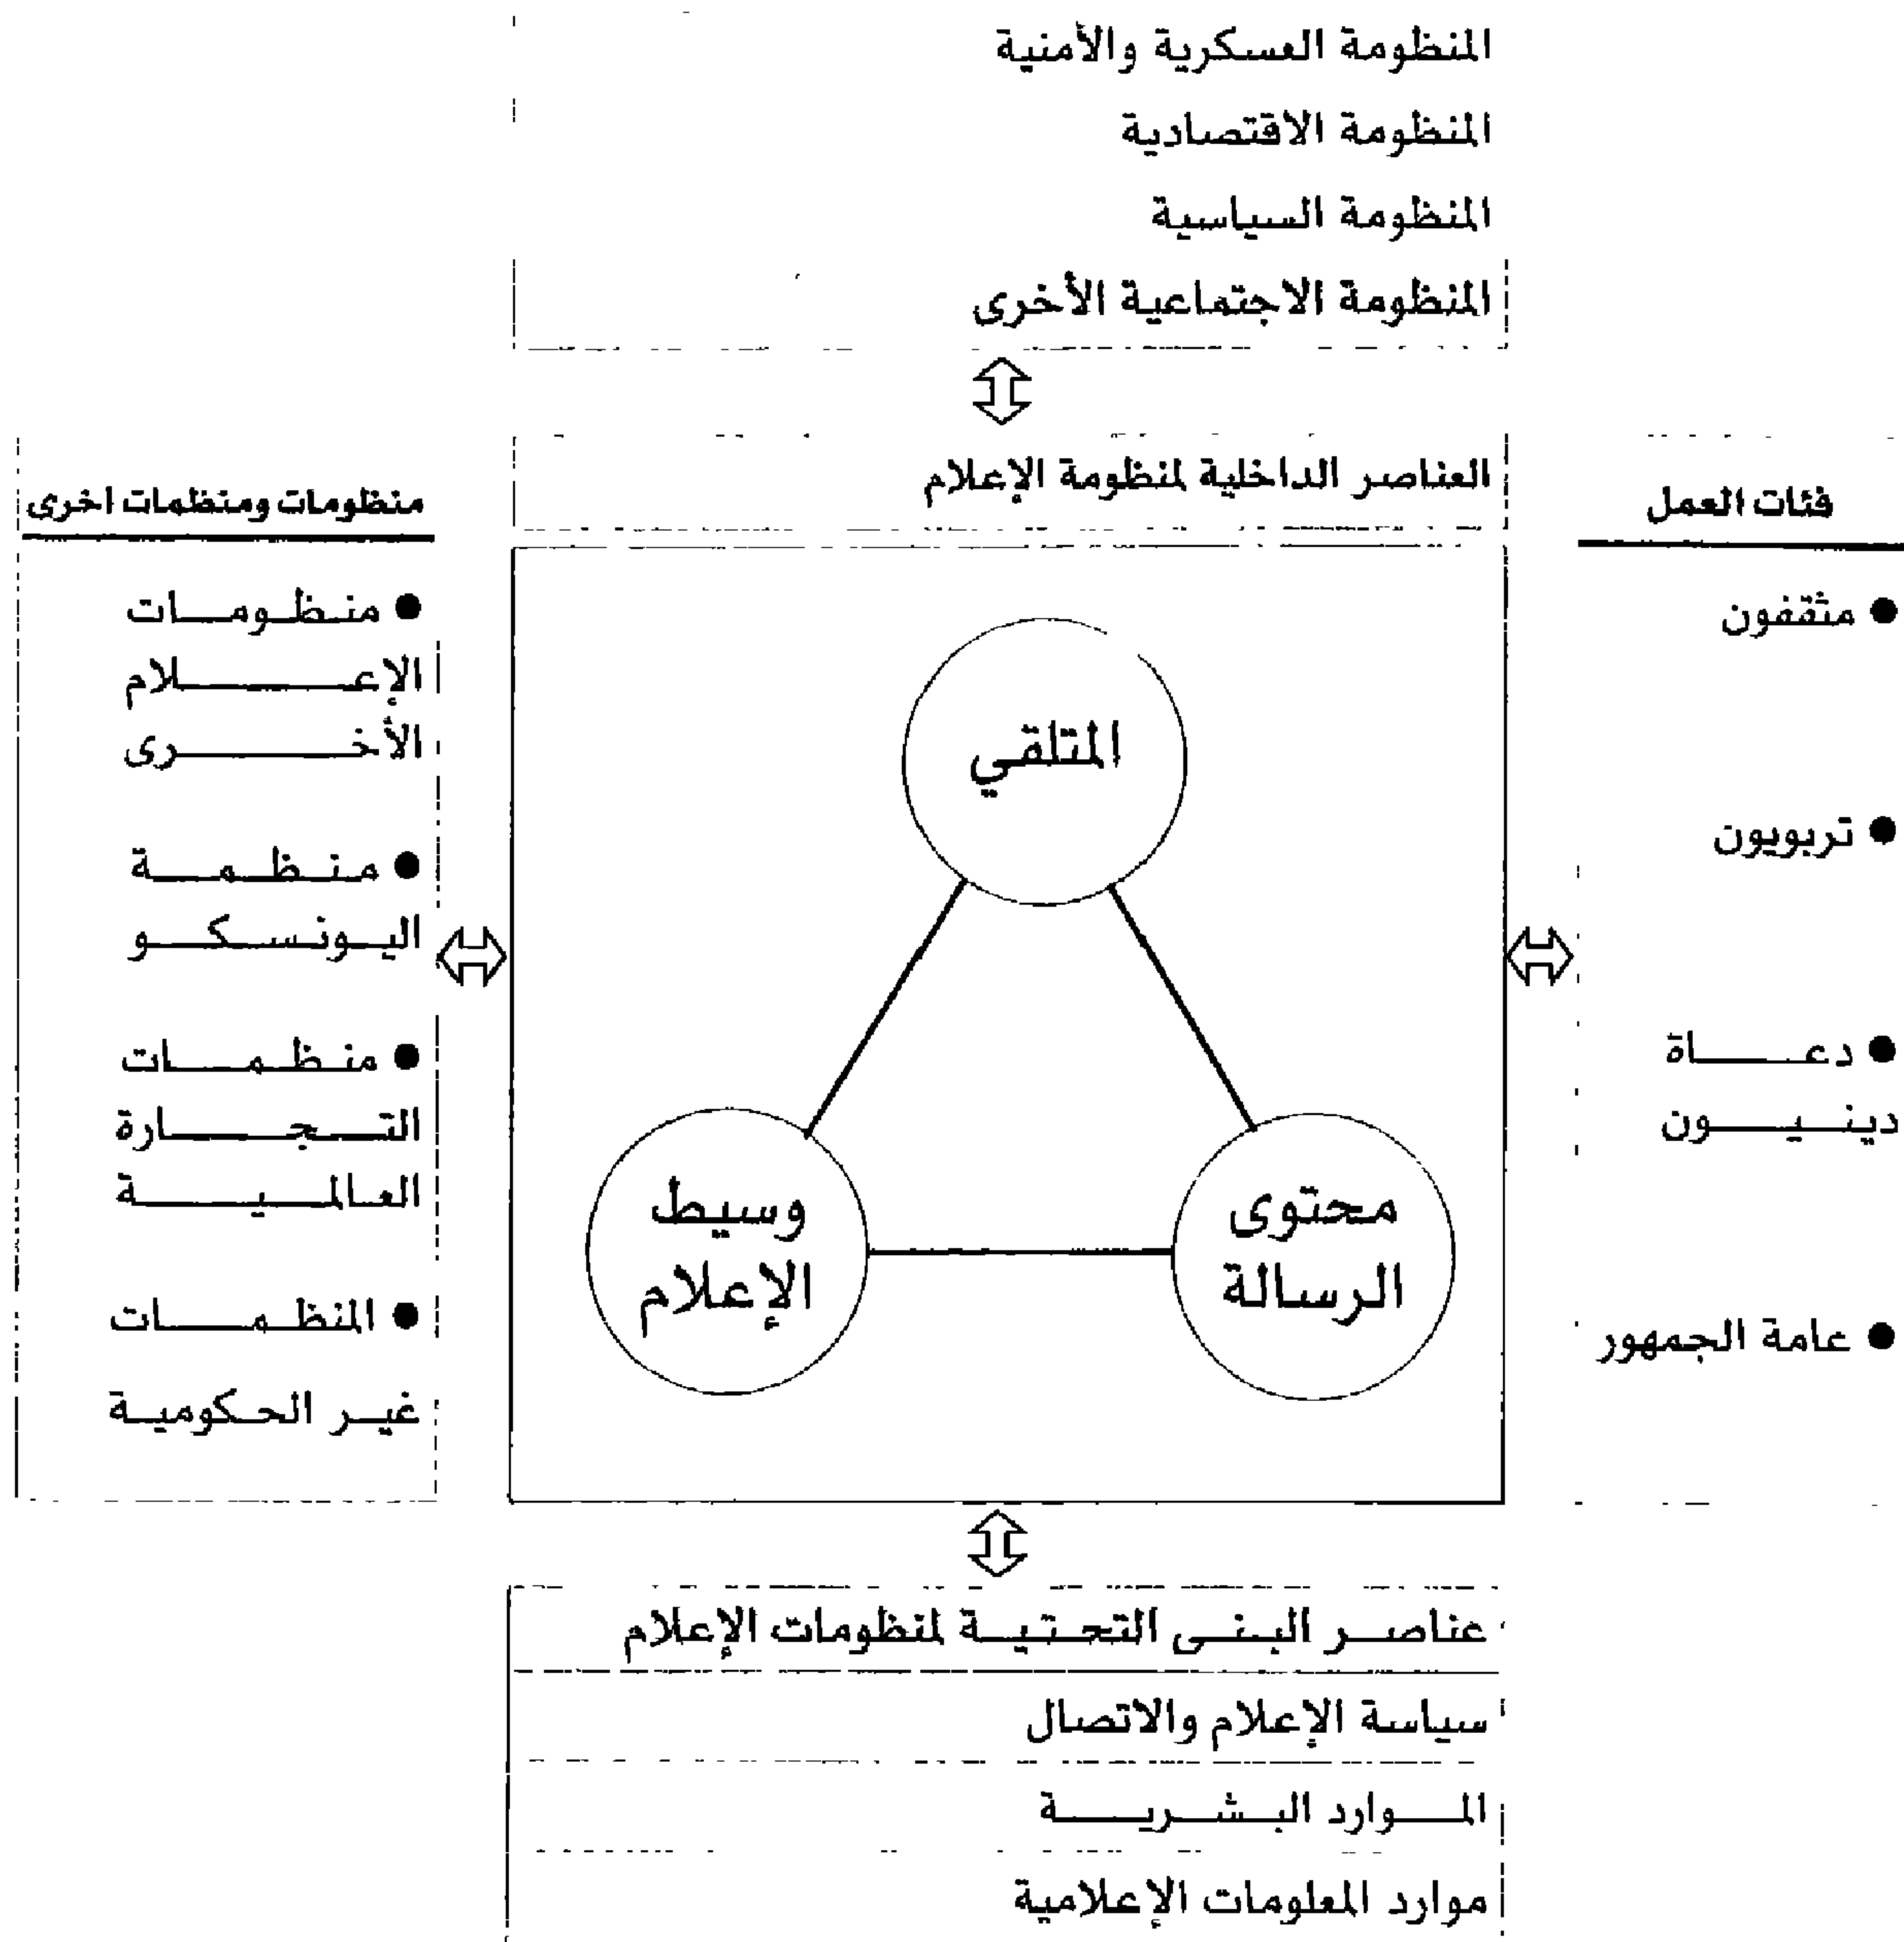 المنظومة العسكرية والأمنية
المنظومة الاقتصادية
المنظومة السياسية
المنظومة الاجتماعية الأخرى
العناصر الداخلية لمنظومة الإعلام
فئات العمل
● مثقفون
● تربويون
● دعاة
دينيون
● عامة الجمهور
المتلقي
محتوى
الرسالة
وسيط
الإعلام
منظومات ومنظمات اخرى
● منظومات
الإعلام
الأخرى
● منظمة
اليونسكو
● منظمات
التجارة
العالمية
● المنظمات
غير الحكومية
عناصر البنى التحتية لمنظومات الإعلام
سياسة الإعلام والاتصال
الموارد البشرية
موارد المعلومات الإعلامية